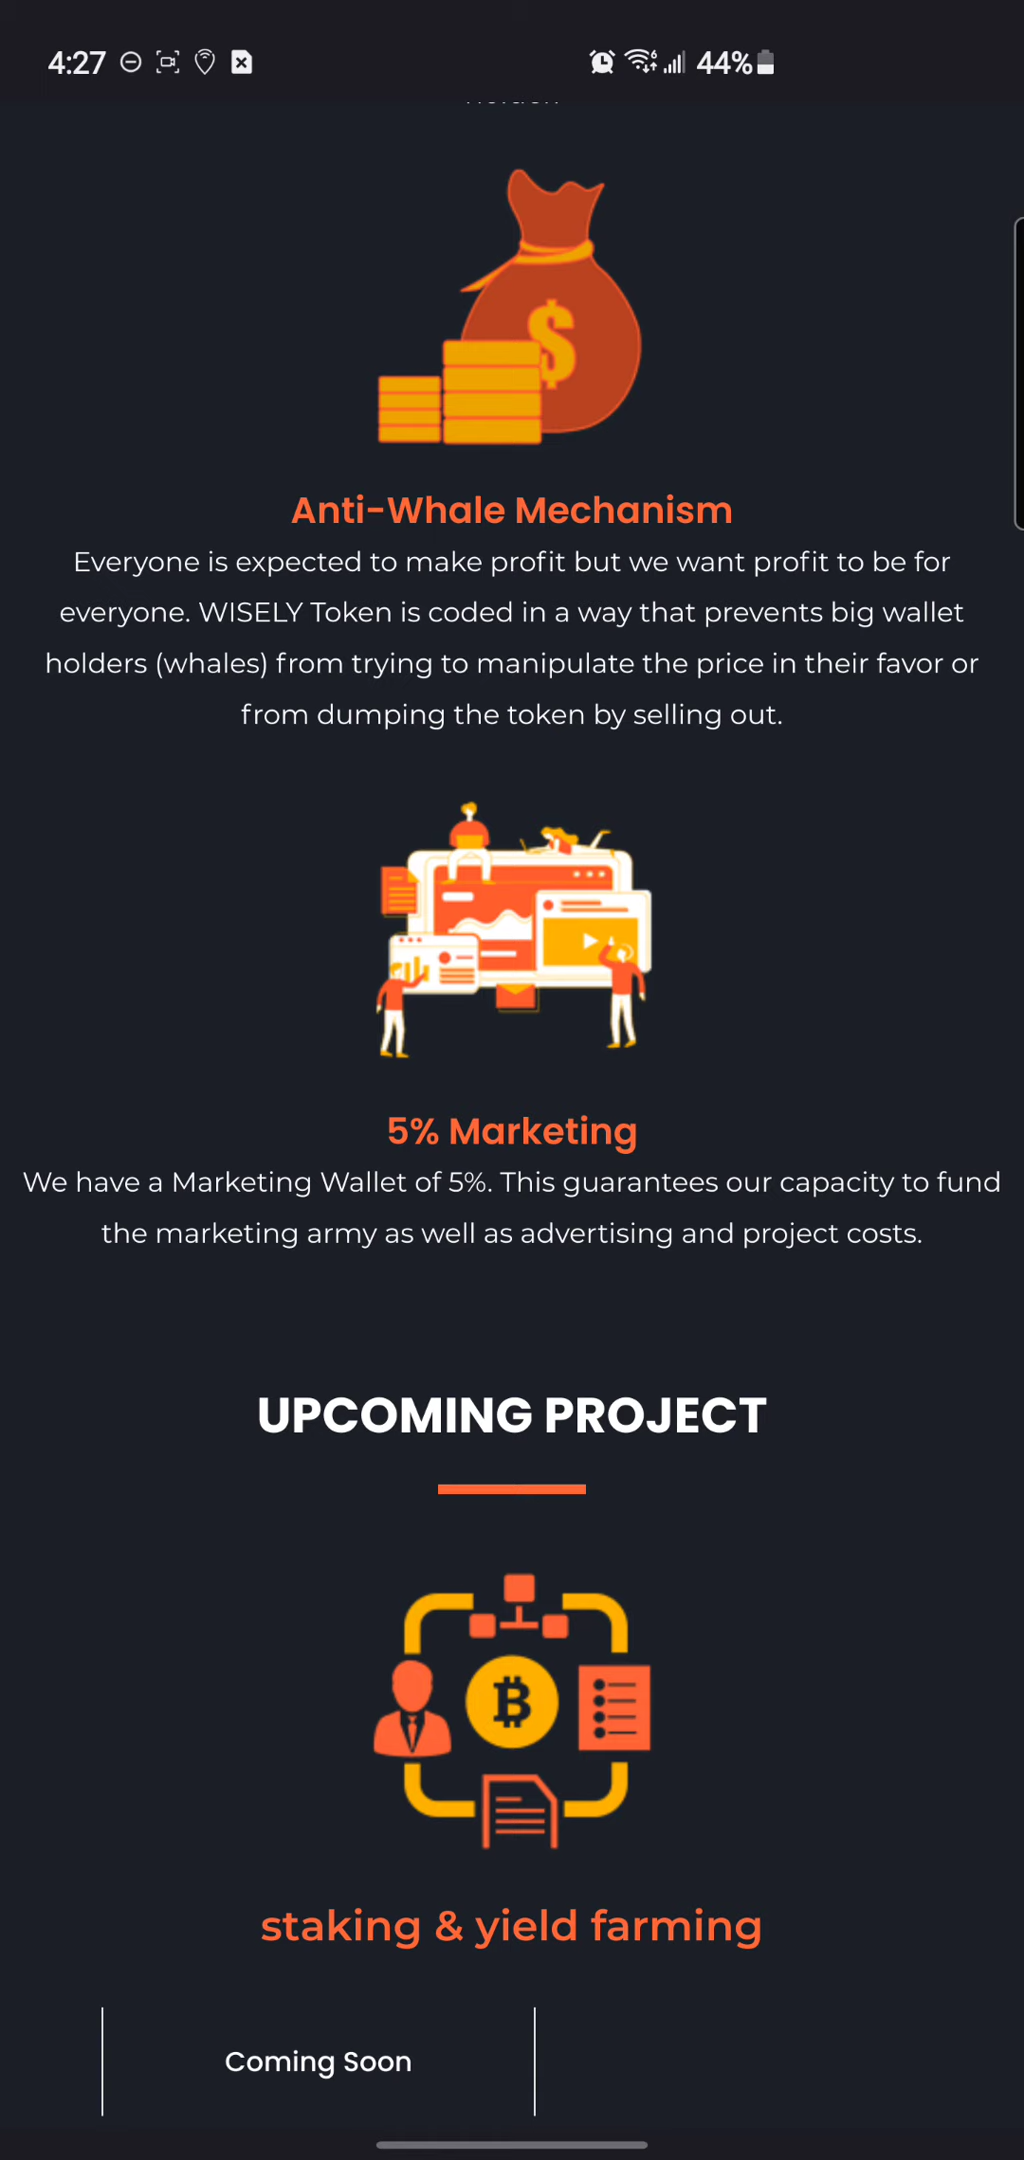 4:27
44%
$
Anti-Whale Mechanism
Everyone is expected to make profit but we want profit to be for
everyone. WISELY Token is coded in a way that prevents big wallet
holders (whales) from trying to manipulate the price in their favor or
from dumping the token by selling out.
5% Marketing
We have a Marketing Wallet of 5%. This guarantees our capacity to fund
the marketing army as well as advertising and project costs.
UPCOMING PROJECT
staking & yield farming
Coming Soon